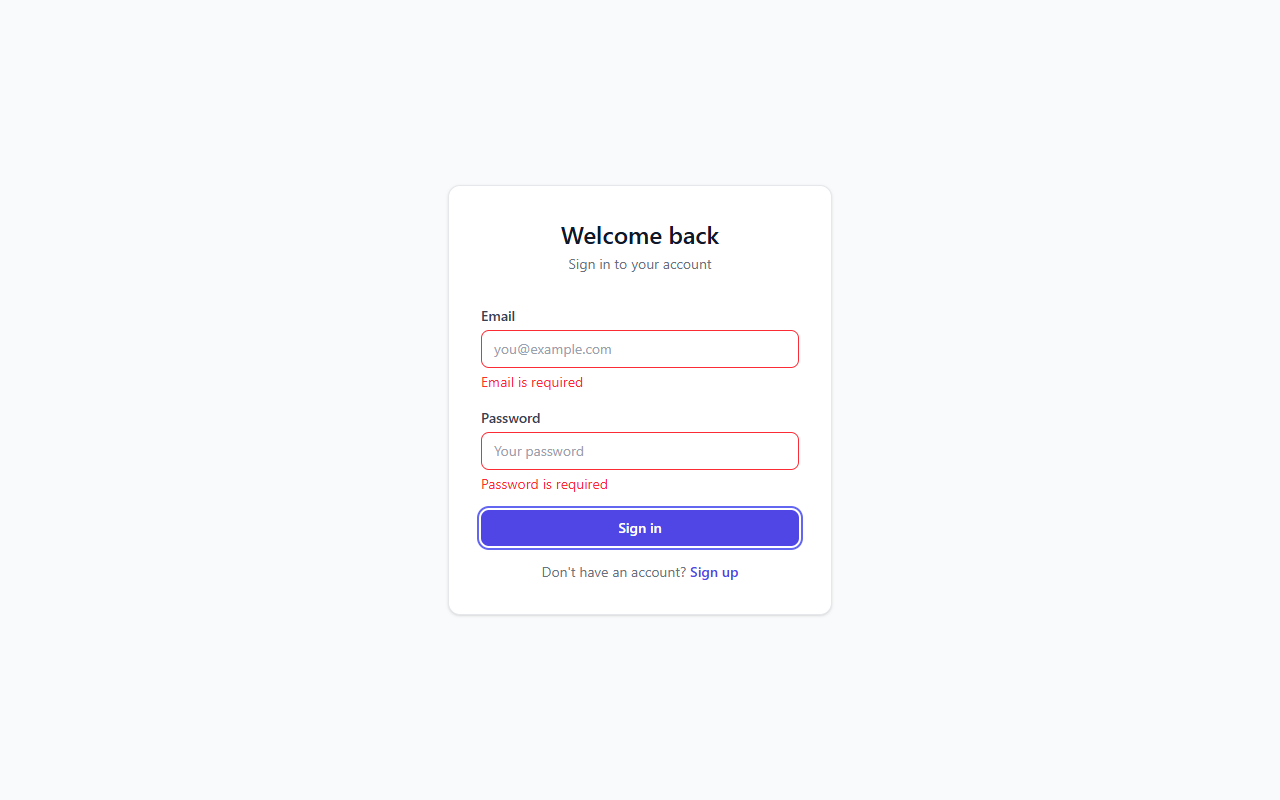 Welcome back
Sign in to your account
Email
you@example.com
Email is required
Password
Your password
Password is required
Sign in
Don't have an account? Sign up